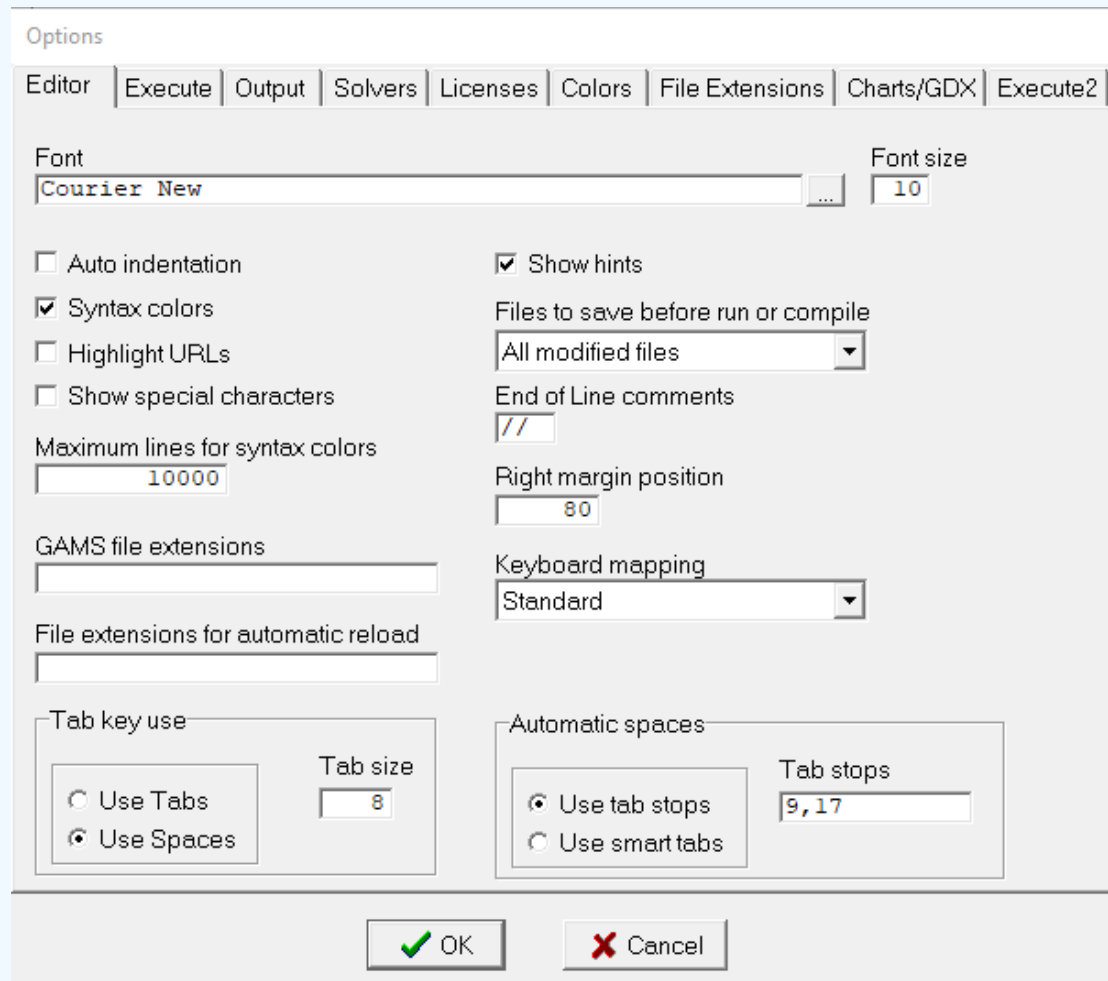 Options
Editor Execute Output Solvers Licenses Colors File Extensions Charts/GDX Execute2
Font
Font size
Courier New
...
10
Auto indentation
Syntax colors
Highlight URLs
Show special characters
Maximum lines for syntax colors
10000
GAMS file extensions
File extensions for automatic reload
Show hints
Files to save before run or compile
All modified files
End of Line comments
//
Right margin position
80
Keyboard mapping
Standard
Tab key use
Use Tabs
Use Spaces
Tab size
8
Automatic spaces
Use tab stops
Use smart tabs
Tab stops
9,17
OK
Cancel